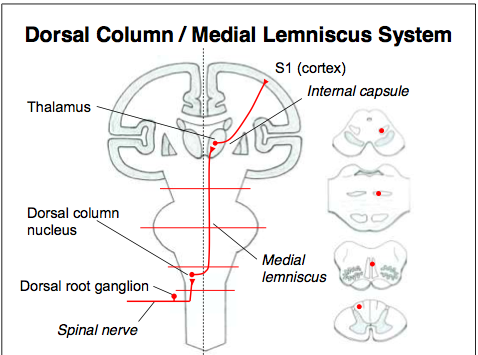 Dorsal Column / Medial Lemniscus System
S1 (cortex)
Internal capsule
Thalamus
Dorsal column
nucleus
Medial
lemniscus
Dorsal root ganglion
Spinal nerve